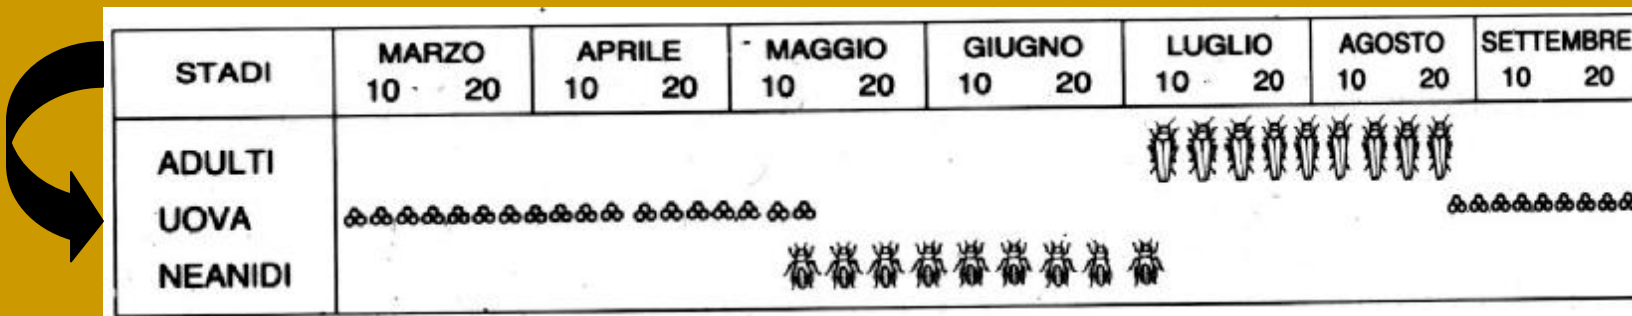 STADI MARZO APRILE MAGGIO GIUGNO LUGLIO AGOSTO SETTEMBRE
10 20 10 20 10 20 10 20 10 20 10 20 10 20
ADULTI
UOVA
NEANIDI